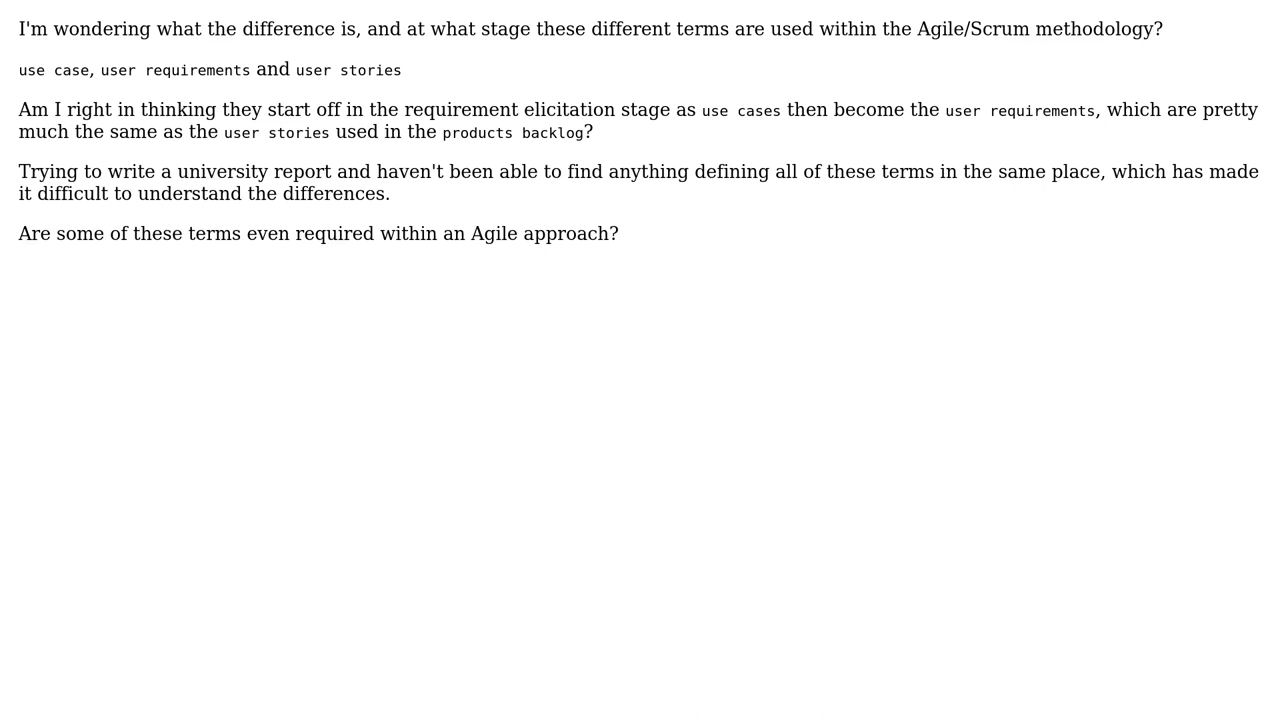 I'm wondering what the difference is, and at what stage these different terms are used within the Agile/Scrum methodology?
use case, user requirements and user stories
Am I right in thinking they start off in the requirement elicitation stage as use cases then become the user requirements, which are pretty
much the same as the user stories used in the products backlog?
Trying to write a university report and haven't been able to find anything defining all of these terms in the same place, which has made
it difficult to understand the differences.
Are some of these terms even required within an Agile approach?